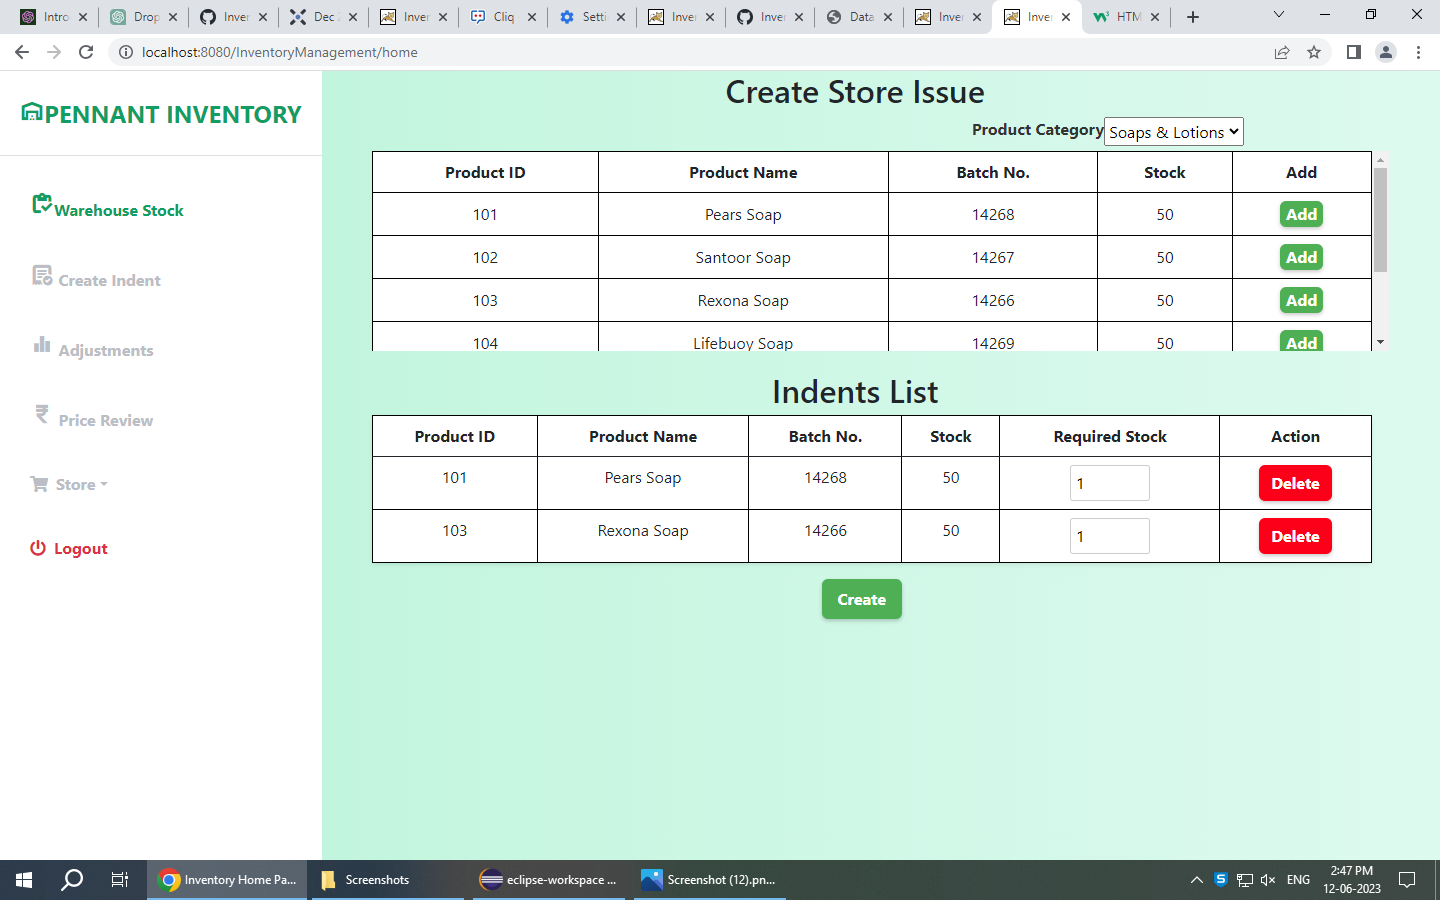 Intro
Drop
Inver
Dec
Inver
Cliq
Setti
Inver
Inver
Data
Inve
Inver
HTM
localhost:8080/InventoryManagement/home
PENNANT INVENTORY
Warehouse Stock
Create Indent
Adjustments
Price Review
Store
Logout
Create Store Issue
Product Category Soaps & Lotions
Product ID Product Name Batch No. Stock Add
101 Pears Soap 14268 50 Add
102 Santoor Soap 14267 50 Add
103 Rexona Soap 14266 50 Add
104 Lifebuoy Soap 14269 50 Add
Indents List
Product ID Product Name Batch No. Stock Required Stock Action
101 Pears Soap 14268 50 1 Delete
103 Rexona Soap 14266 50 1 Delete
Create
Inventory Home Pa...
Screenshots
eclipse-workspace ...
Screenshot (12).pn...
ENG
2:47 PM
12-06-2023